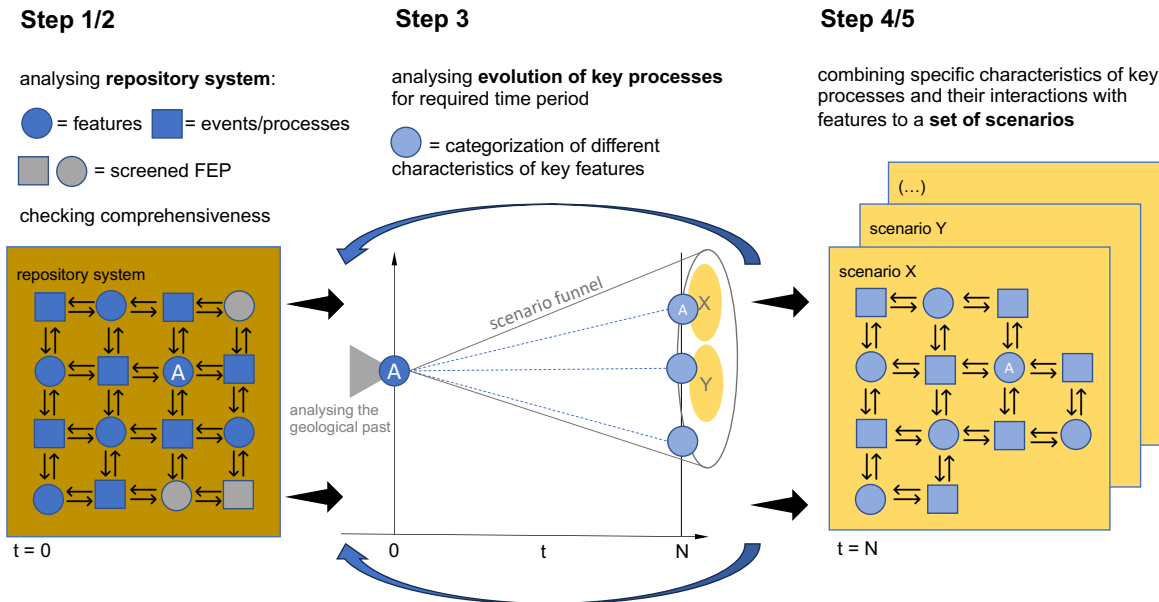 Step 1/2
analysing repository system:
= features
= events/processes
= screened FEP
checking comprehensiveness
repository system
A
t = 0
Step 3
analysing evolution of key processes
for required time period
= categorization of different
characteristics of key features
scenario funnel
A
X
A
Y
analysing the
geological past
0
t
N
Step 4/5
combining specific characteristics of key
processes and their interactions with
features to a set of scenarios
(...)
scenario Y
scenario X
A
t = N